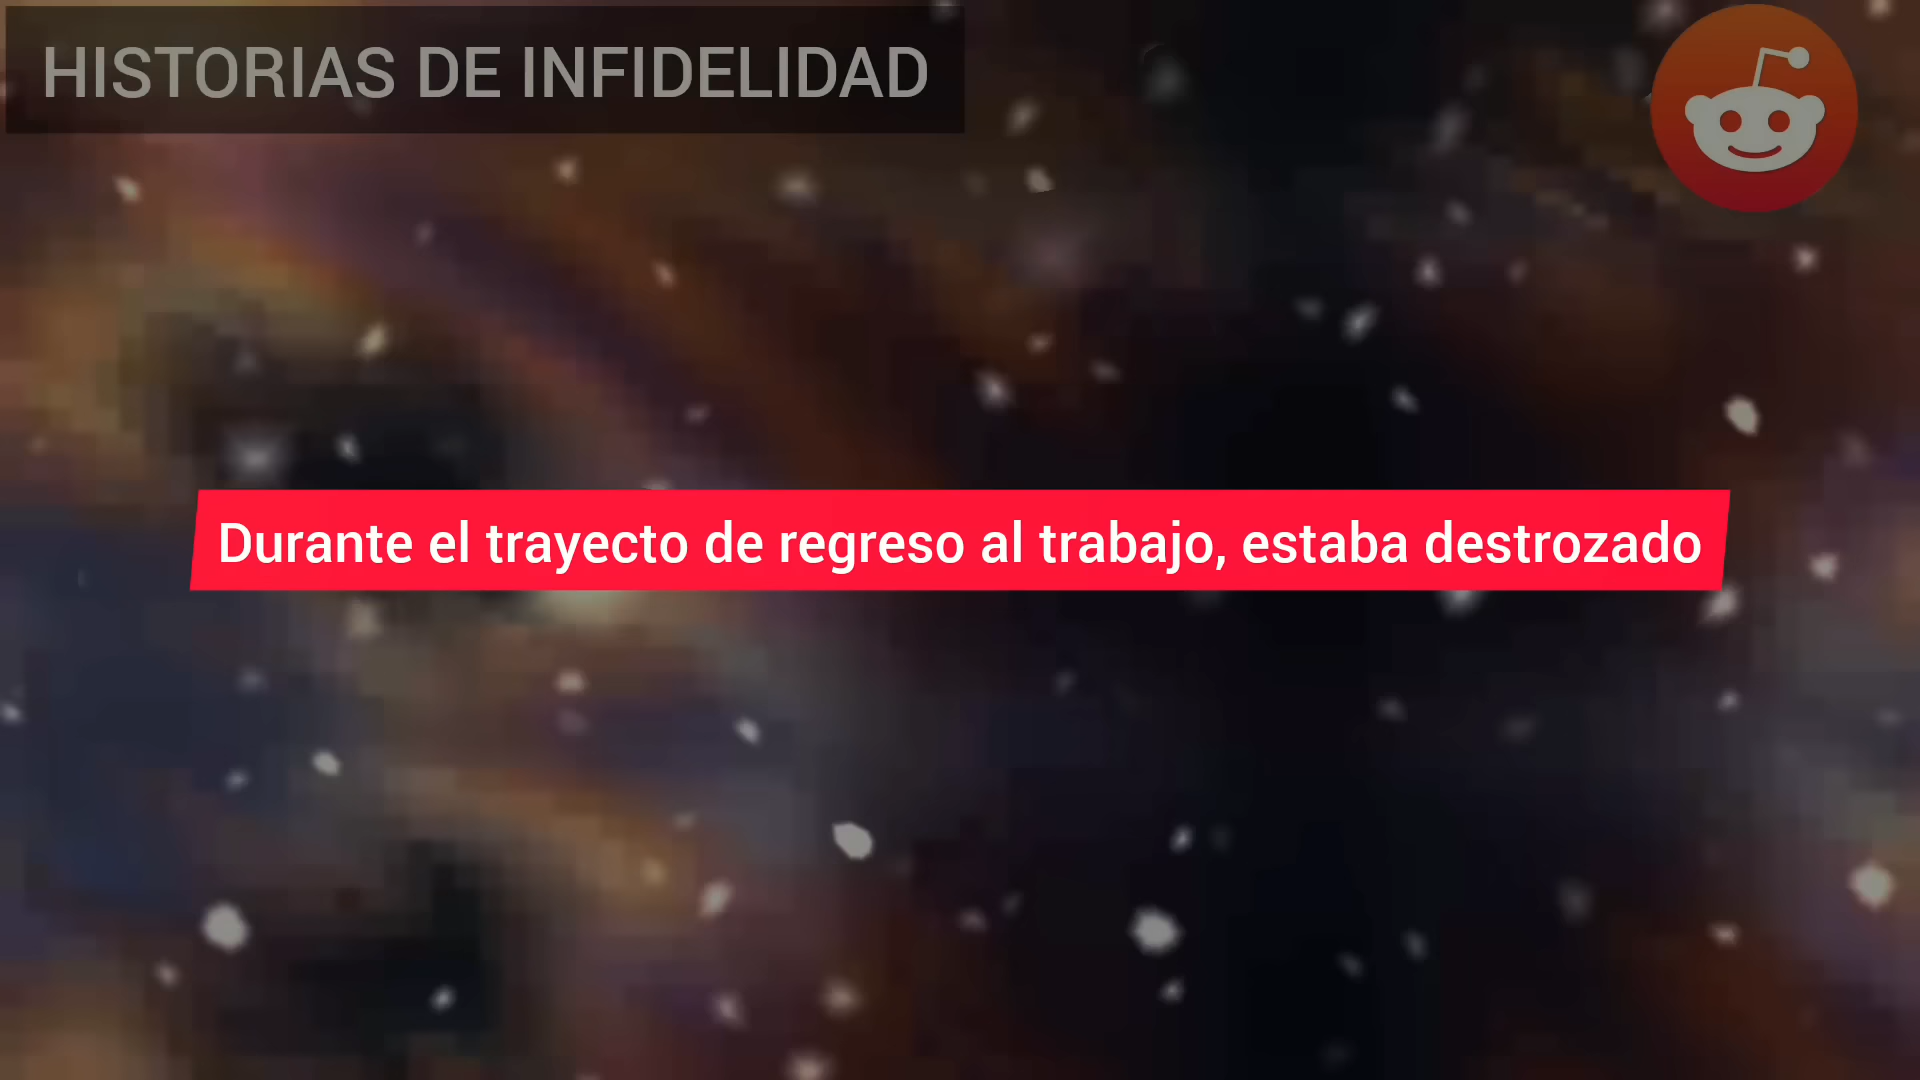 HISTORIAS DE INFIDELIDAD
Durante el trayecto de regreso al trabajo, estaba destrozado